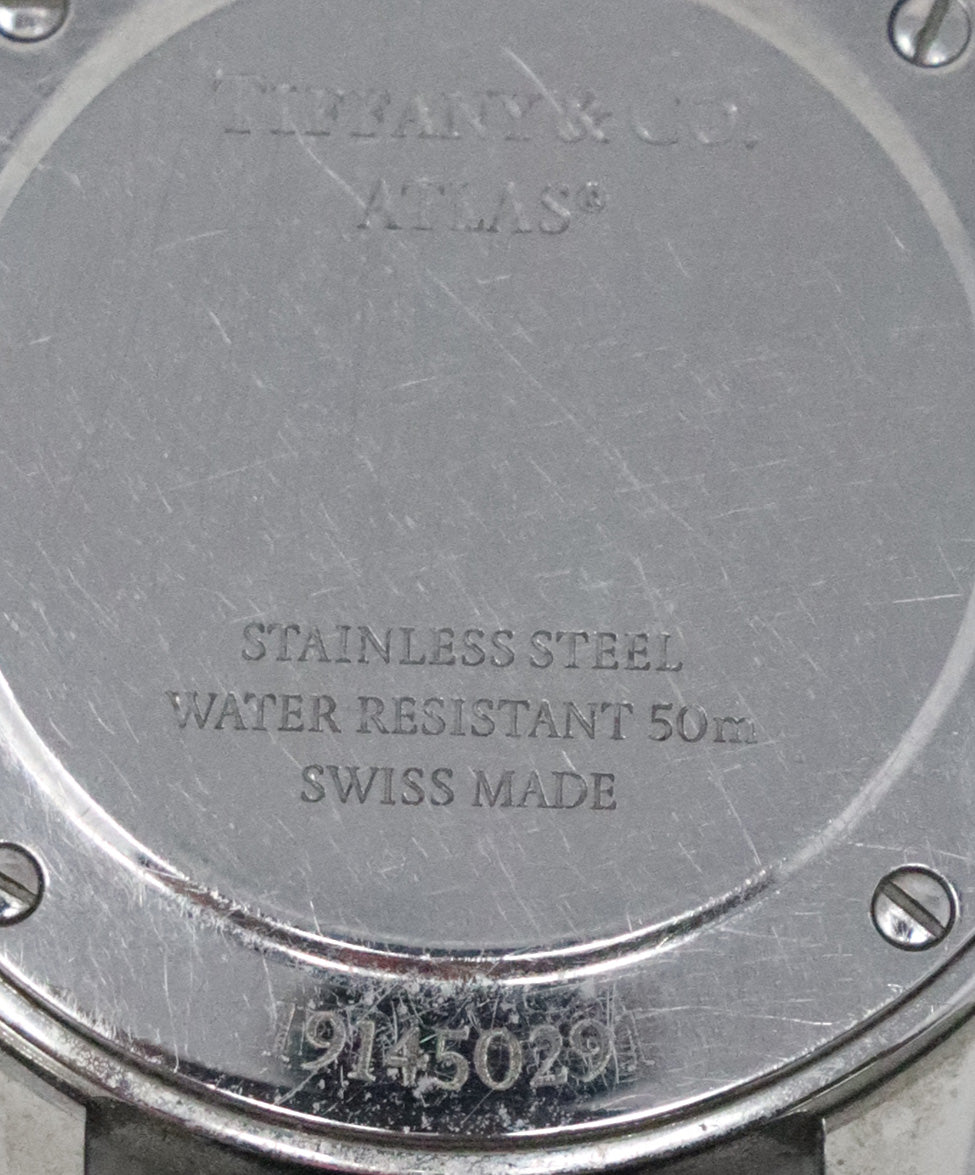 TIFFANY & CO.
ATLAS®
STAINLESS STEEL
WATER RESISTANT 50m
SWISS MADE
19145029